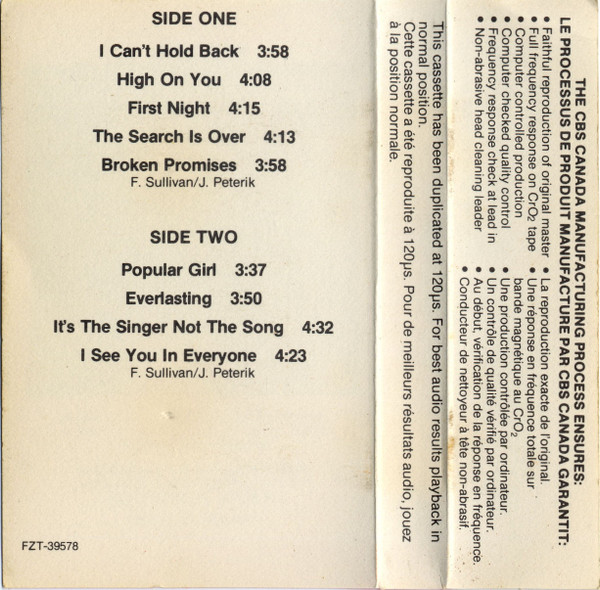 SIDE ONE
I Can't Hold Back 3:58
High On You 4:08
First Night 4:15
The Search Is Over 4:13
Broken Promises 3:58
F. Sullivan/J. Peterik
SIDE TWO
Popular Girl 3:37
Everlasting 3:50
It's The Singer Not The Song 4:32
I See You In Everyone 4:23
F. Sullivan/J. Peterik
FZT-39578
This cassette has been duplicated at 120µs. For best audio results playback in
normal position.
Cette cassette a été reproduite à 120µs. Pour de meilleurs résultats audio, jouez
à la position normale.
THE CBS CANADA MANUFACTURING PROCESS ENSURES:
LE PROCESSUS DE PRODUIT MANUFACTURE PAR CBS CANADA GARANTIT:
• Faithful reproduction of original master
• Full frequency response on CrO2 tape
• Computer controlled production
• Computer checked quality control
• Frequency response check at lead in
• Non-abrasive head cleaning leader
• La reproduction exacte de l'original.
• Une réponse en fréquence totale sur
bande magnétique au CrO2
• Une production contrôlée par ordinateur.
• Un contrôle de qualité vérifié par ordinateur.
• Au début, vérification de la réponse en fréquence.
• Conducteur de nettoyeur à tête non-abrasif.